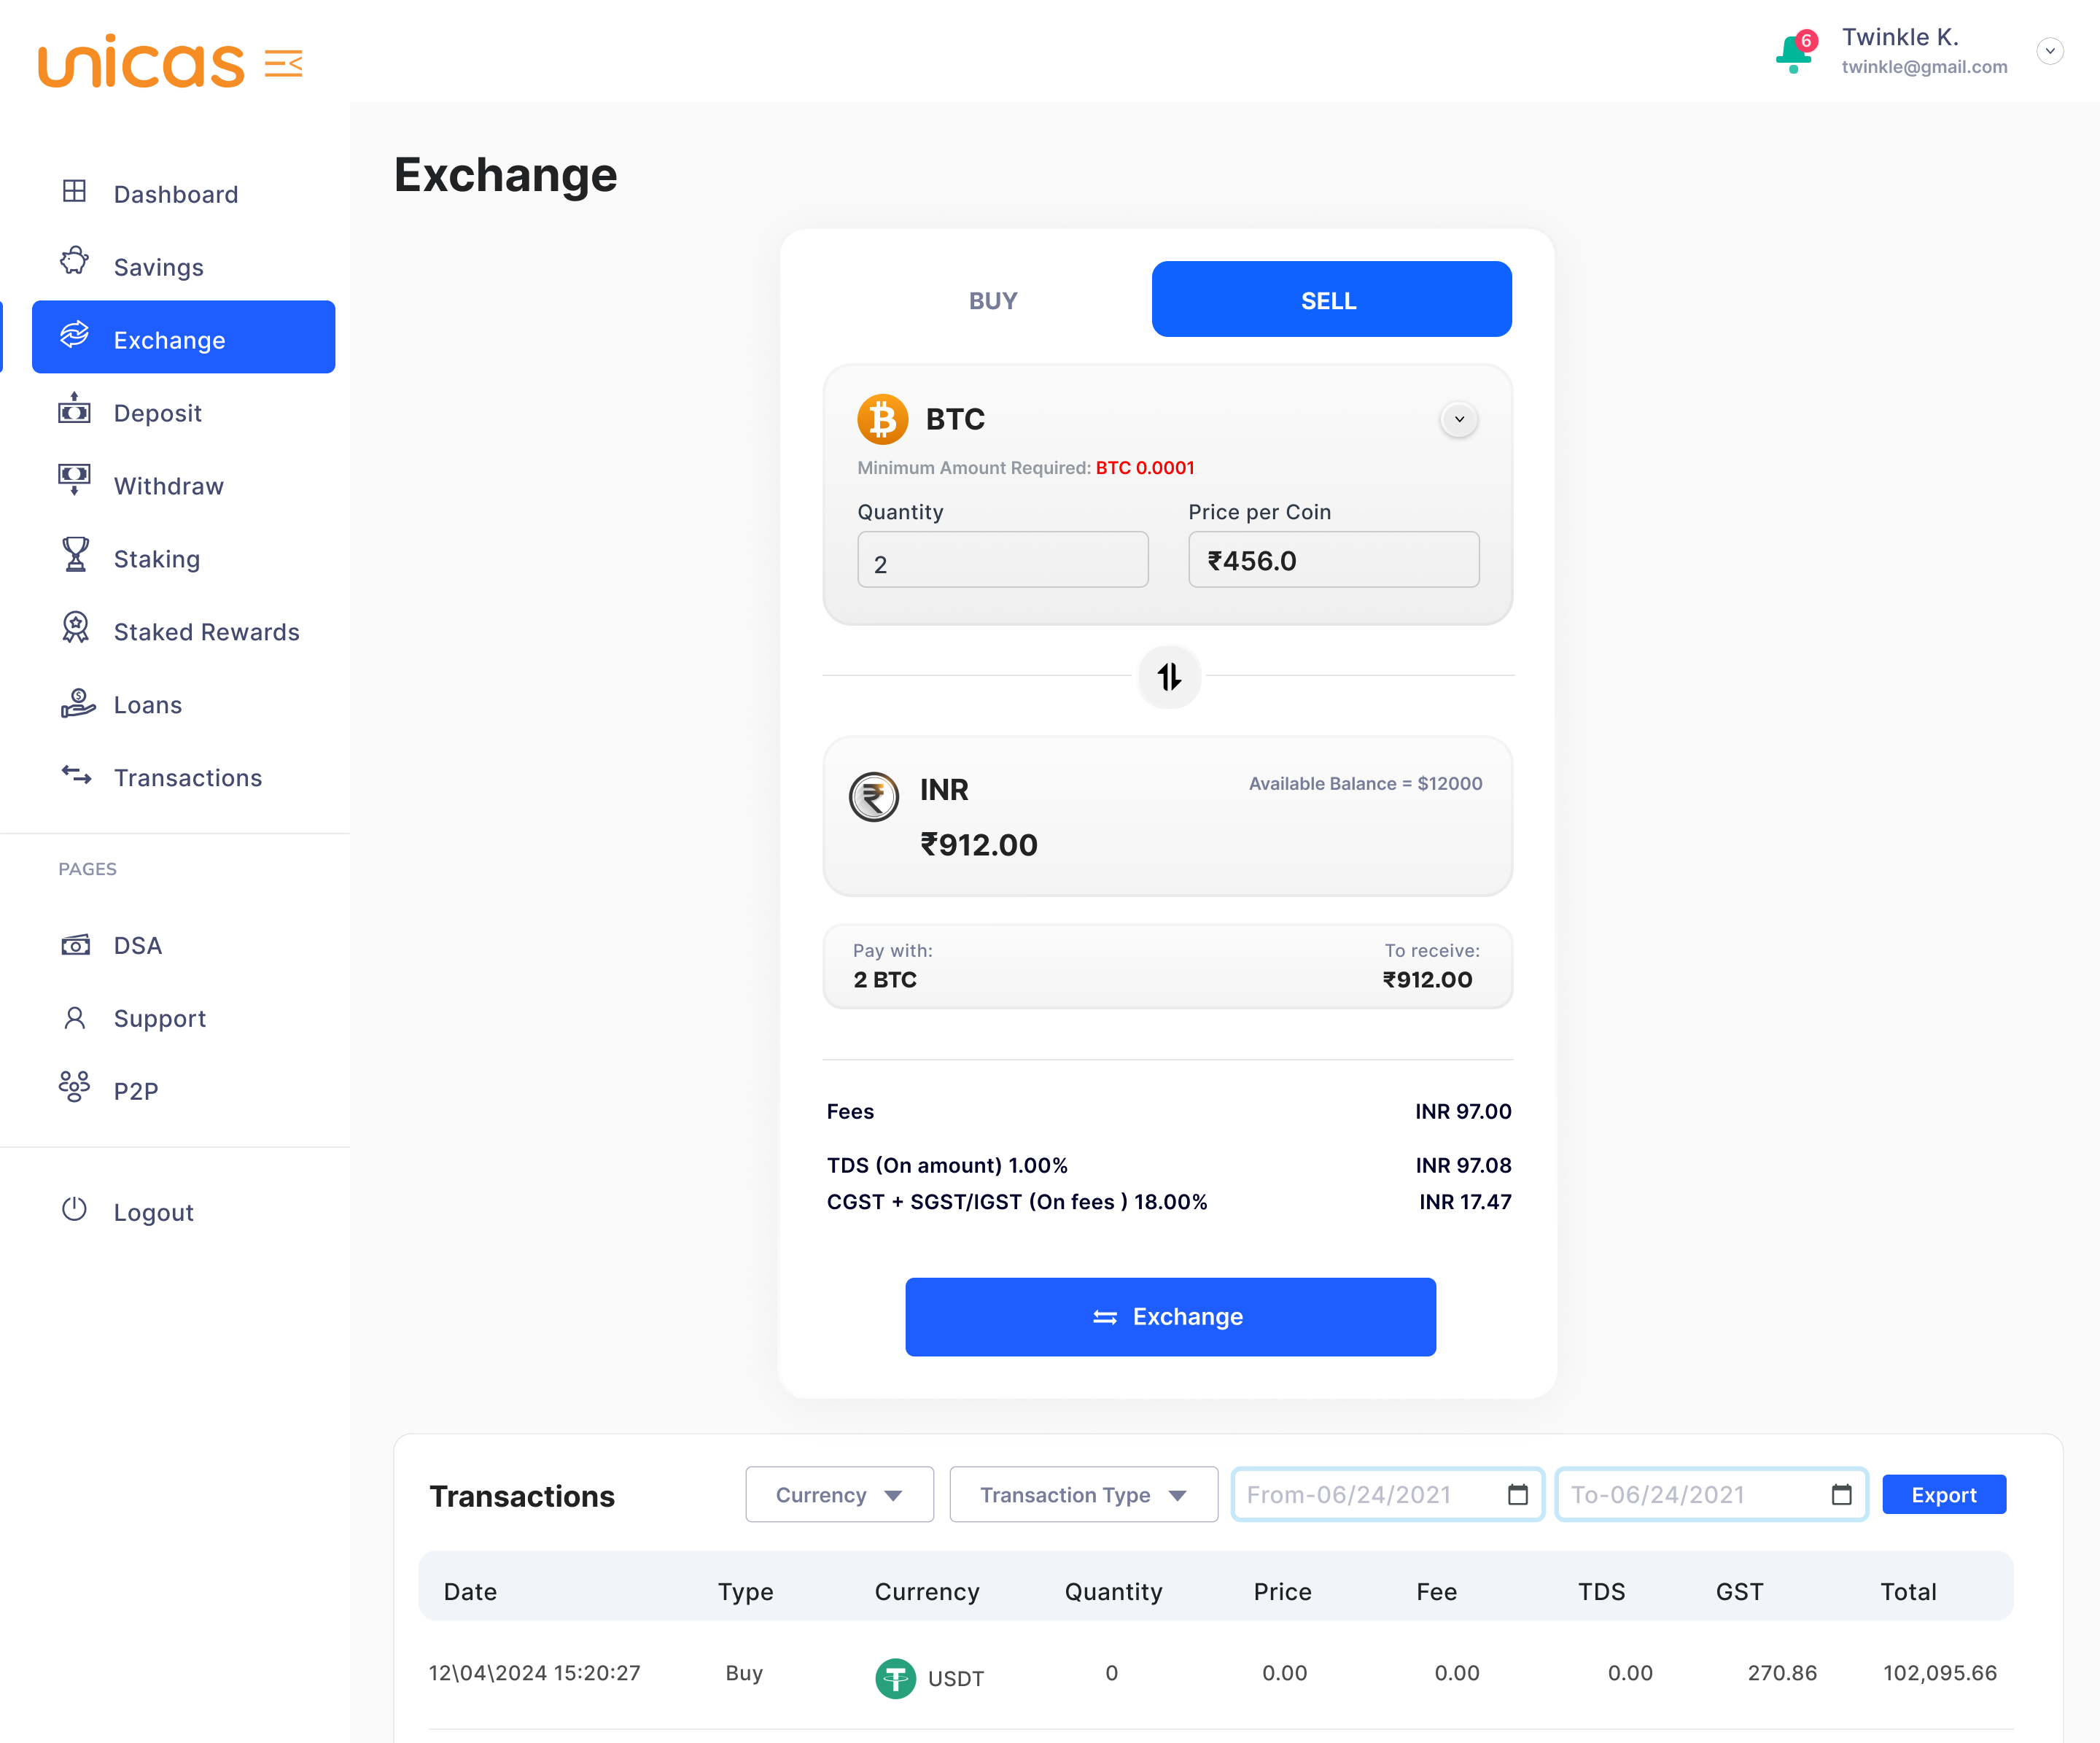 unicas
6
Twinkle K.
twinkle@gmail.com
Dashboard
Savings
Exchange
Deposit
Withdraw
Staking
Staked Rewards
Loans
Transactions
PAGES
DSA
Support
P2P
Logout
Exchange
BUY SELL
BTC
Minimum Amount Required: BTC 0.0001
Quantity Price per Coin
2 ₹456.0
INR Available Balance = $12000
₹912.00
Pay with: To receive:
2 BTC ₹912.00
Fees INR 97.00
TDS (On amount) 1.00% INR 97.08
CGST + SGST/IGST (On fees ) 18.00% INR 17.47
Exchange
Transactions Currency Transaction Type From-06/24/2021 To-06/24/2021 Export
Date Type Currency Quantity Price Fee TDS GST Total
12\04\2024 15:20:27 Buy USDT 0 0.00 0.00 0.00 270.86 102,095.66